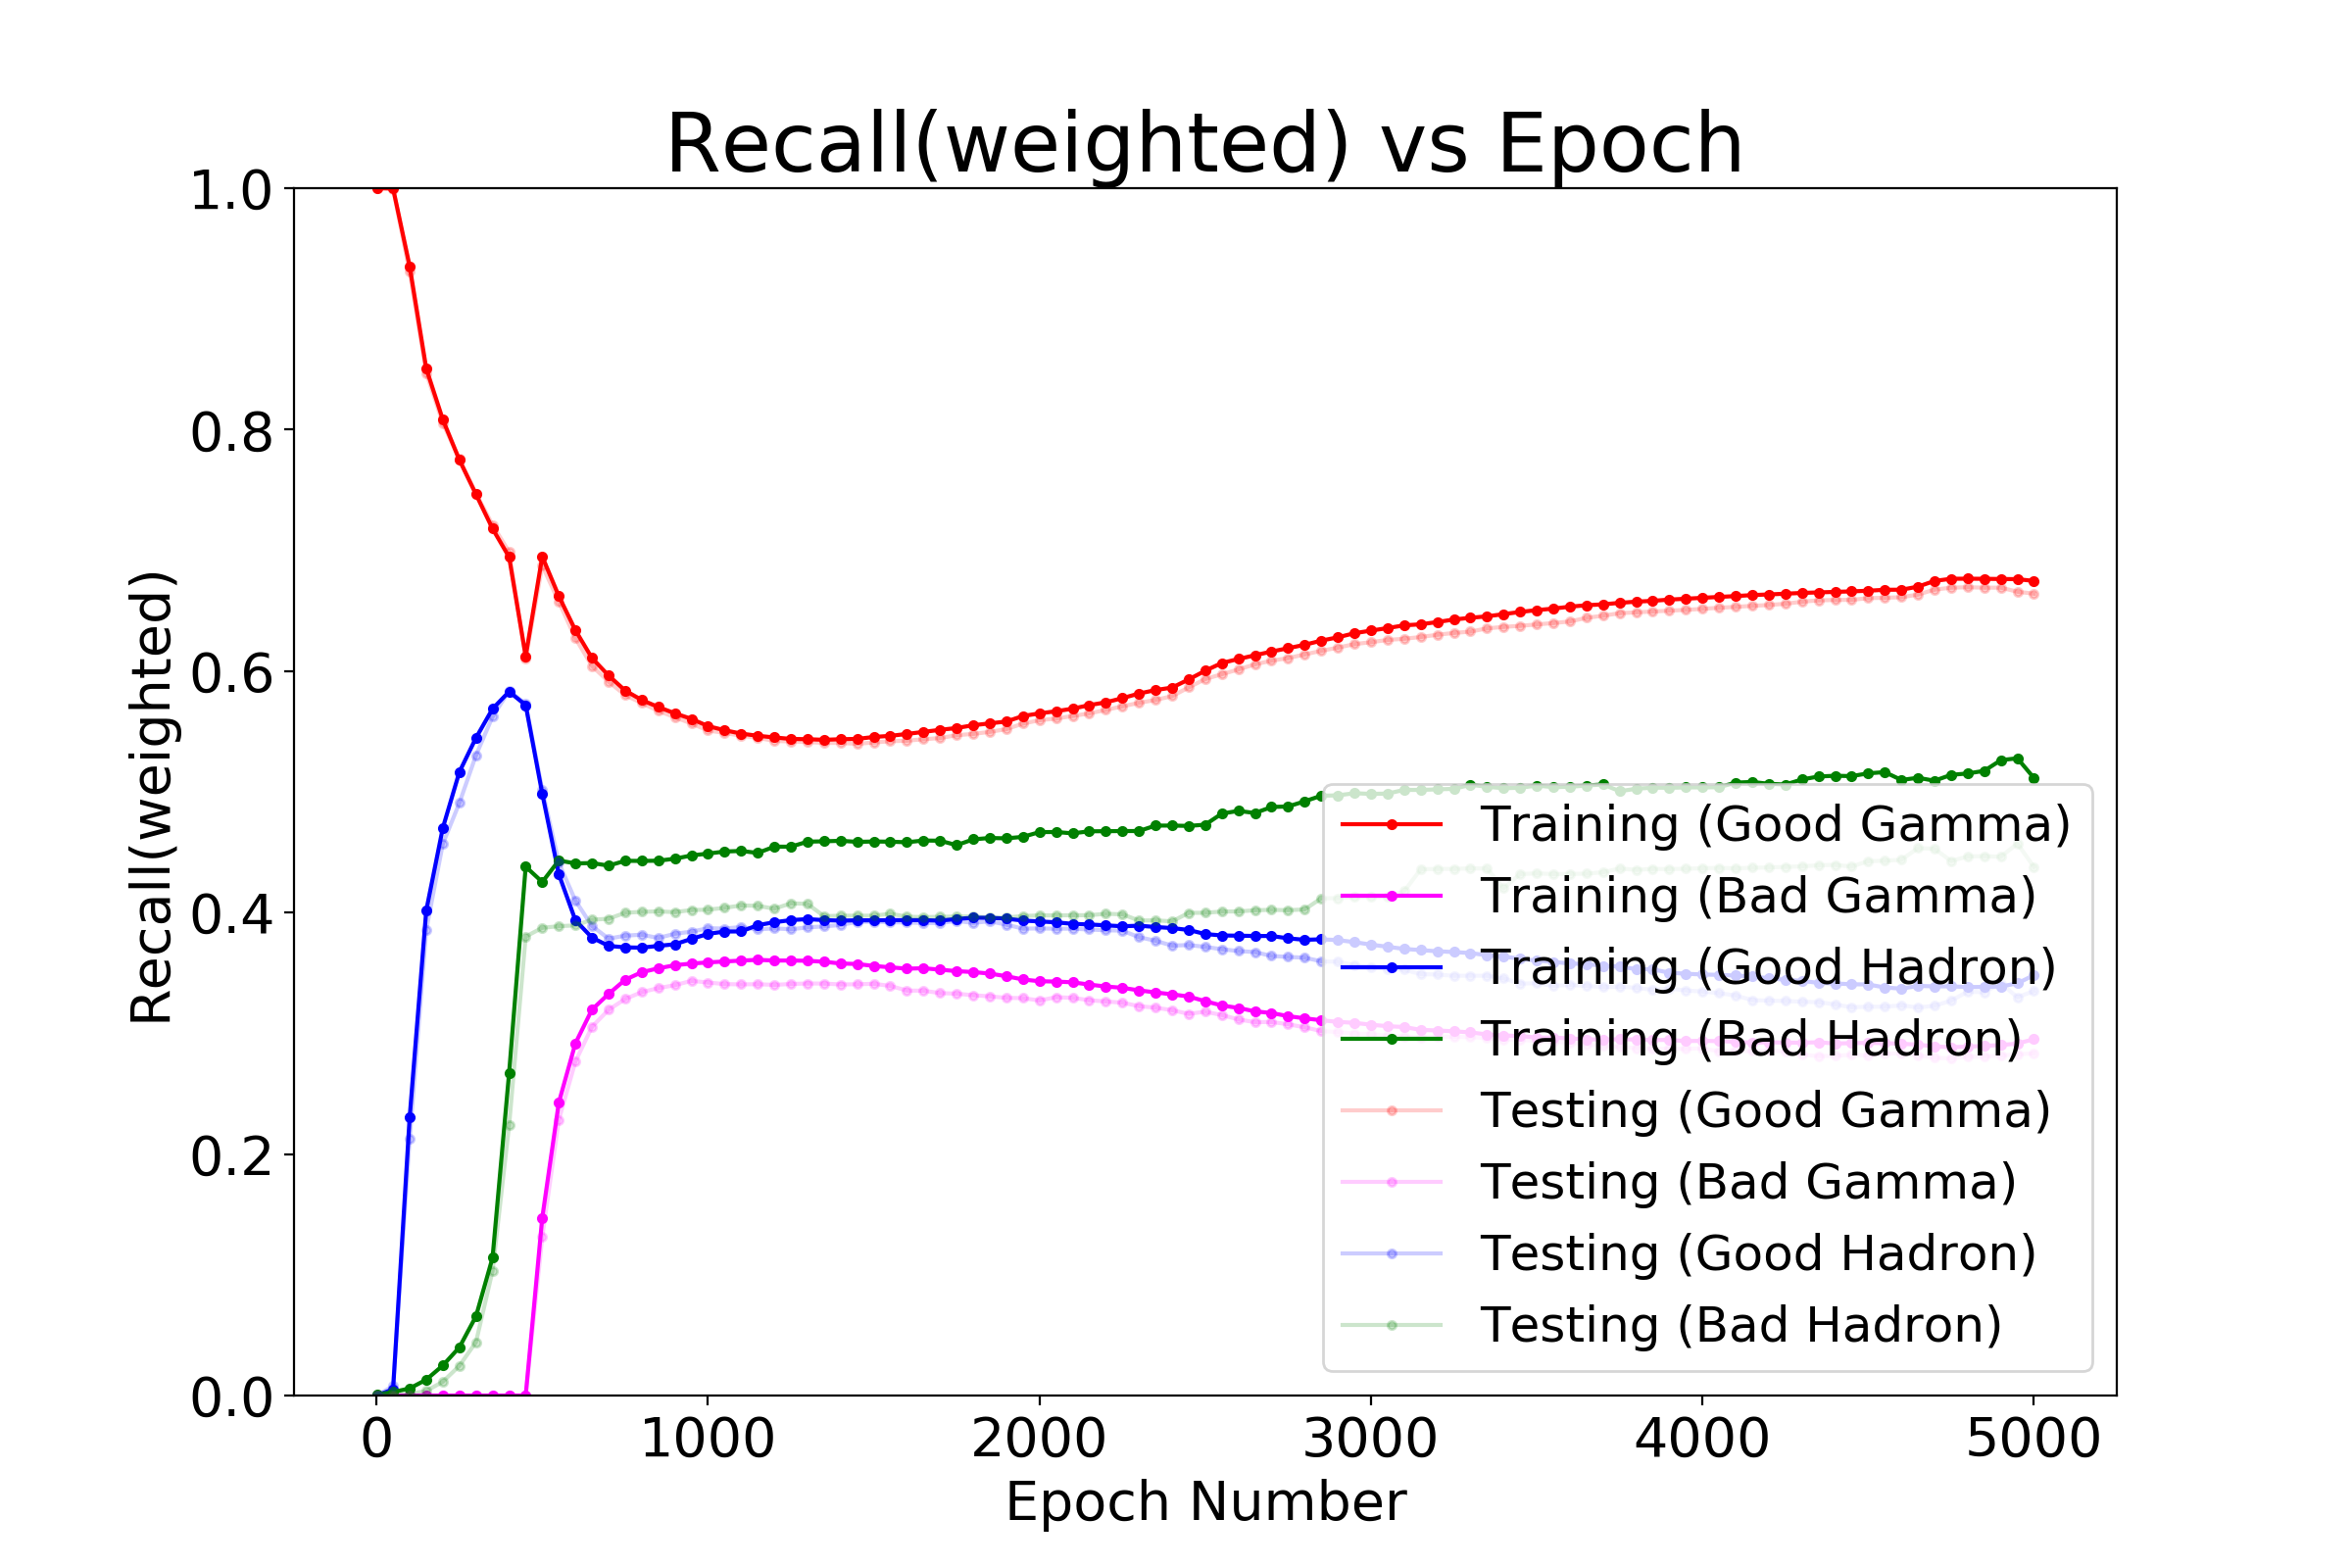 Recall(weighted) vs Epoch
Recall(weighted)
1.0
0.8
0.6
0.4
0.2
0.0
Training (Good Gamma)
Training (Bad Gamma)
Training (Good Hadron)
Training (Bad Hadron)
Testing (Good Gamma)
Testing (Bad Gamma)
Testing (Good Hadron)
Testing (Bad Hadron)
0 1000 2000 3000 4000 5000
Epoch Number